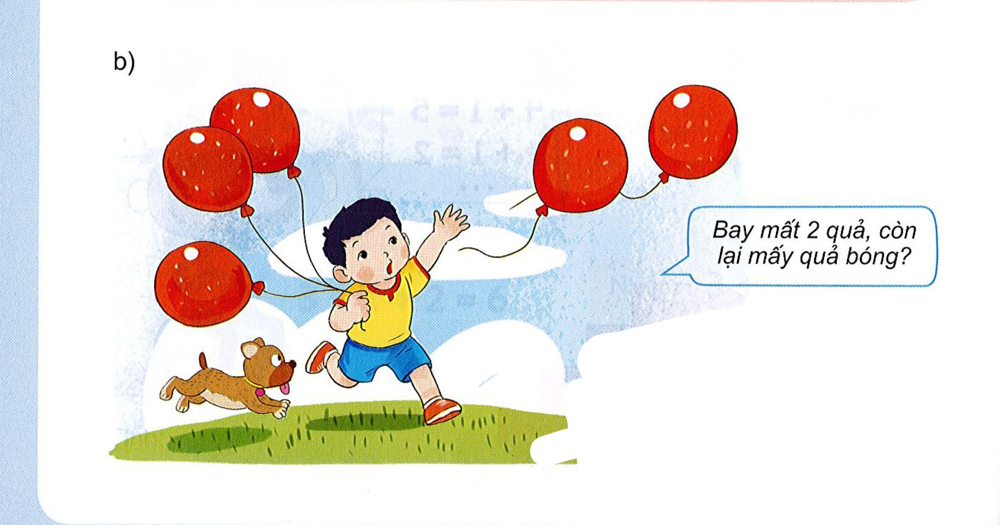 b)
Bay mất 2 quả, còn
lại mấy quả bóng?